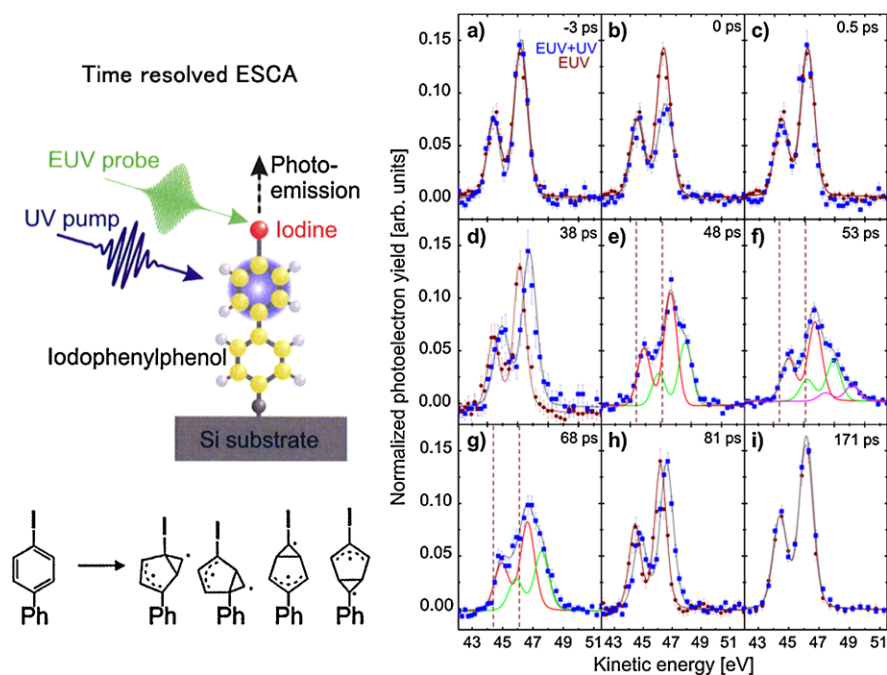 Time resolved ESCA
EUV probe
Photo-
emission
UV pump
Iodine
Iodophenylphenol
Si substrate
I
I
I
I
I
Ph
Ph
Ph
Ph
Ph
Normalized photoelectron yield [arb. units]
a) -3 ps
EUV+UV
EUV
b) 0 ps
c) 0.5 ps
0.15
0.10
0.05
0.00
d) 38 ps
e) 48 ps
f) 53 ps
0.15
0.10
0.05
0.00
g) 68 ps
h) 81 ps
i) 171 ps
0.15
0.10
0.05
0.00
43 45 47 49 51 43 45 47 49 51 43 45 47 49 51
Kinetic energy [eV]